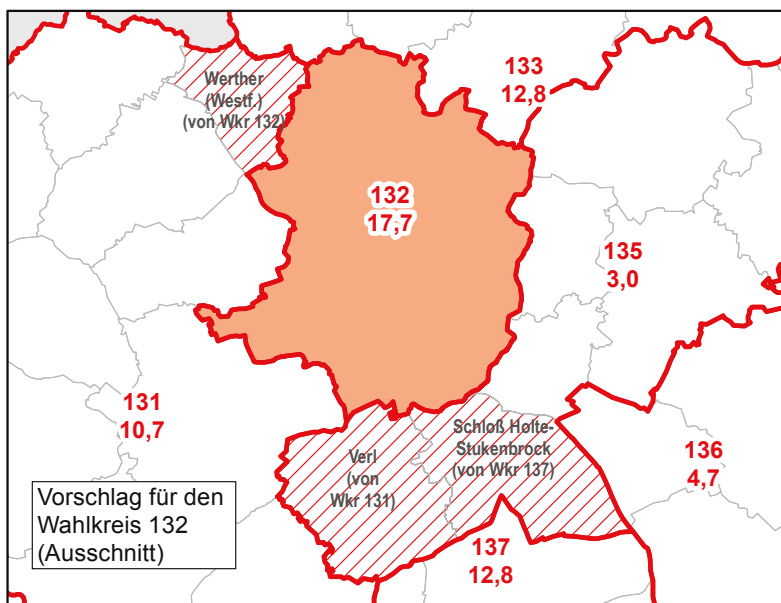 Werther
(Westf.)
(von Wkr 132)
133
12,8
132
17,7
135
3,0
131
10,7
Schloß Holte-
Stukenbrock
(von Wkr 137)
Verl
(von
Wkr 131)
136
4,7
Vorschlag für den
Wahlkreis 132
(Ausschnitt)
137
12,8